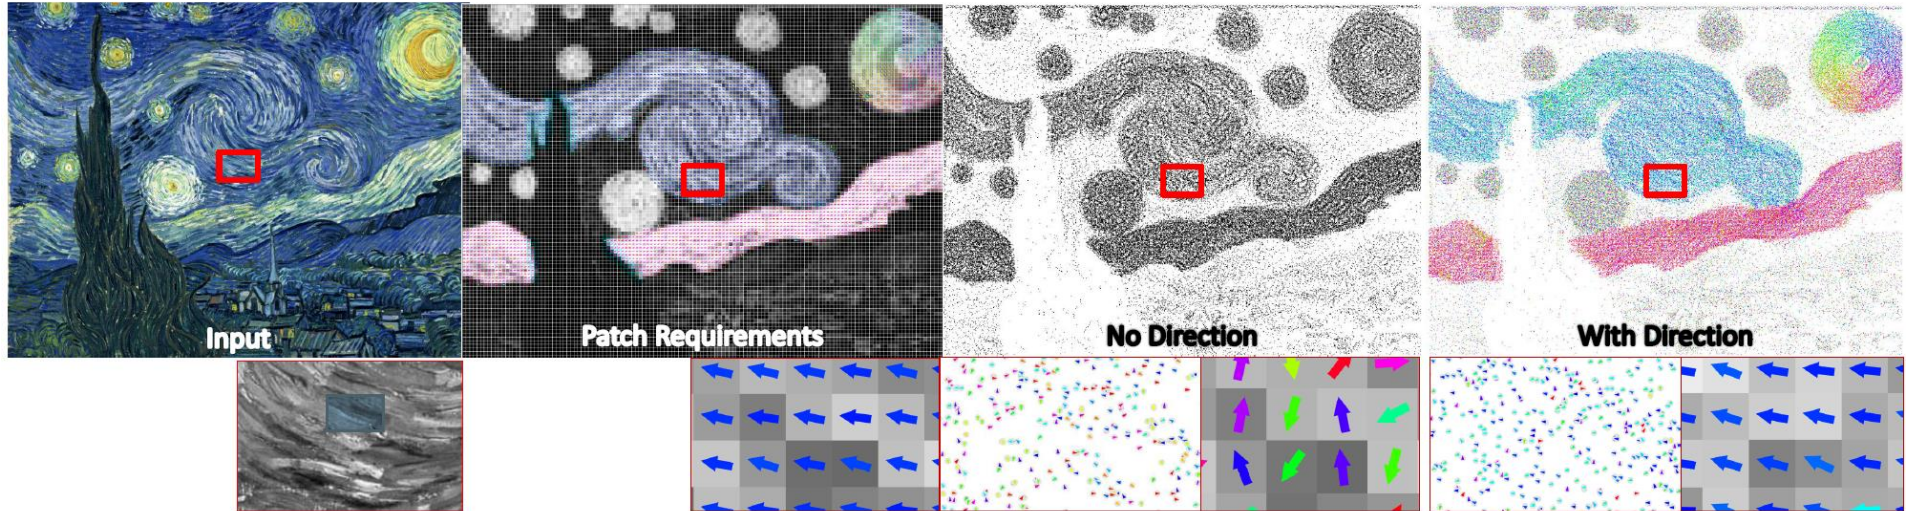 Input
Patch Requirements
No Direction
With Direction